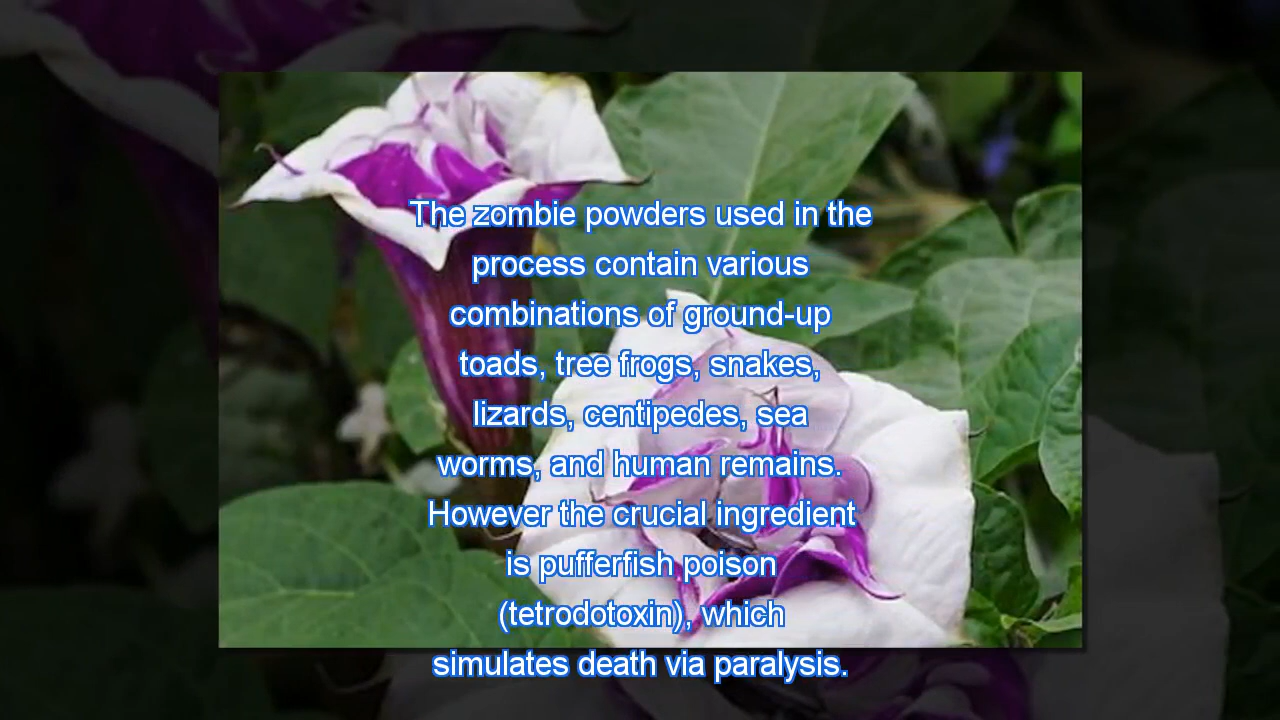 The zombie powders used in the
process contain various
combinations of ground-up
toads, tree frogs, snakes,
lizards, centipedes, sea
worms, and human remains.
However the crucial ingredient
is pufferfish poison
(tetrodotoxin), which
simulates death via paralysis.